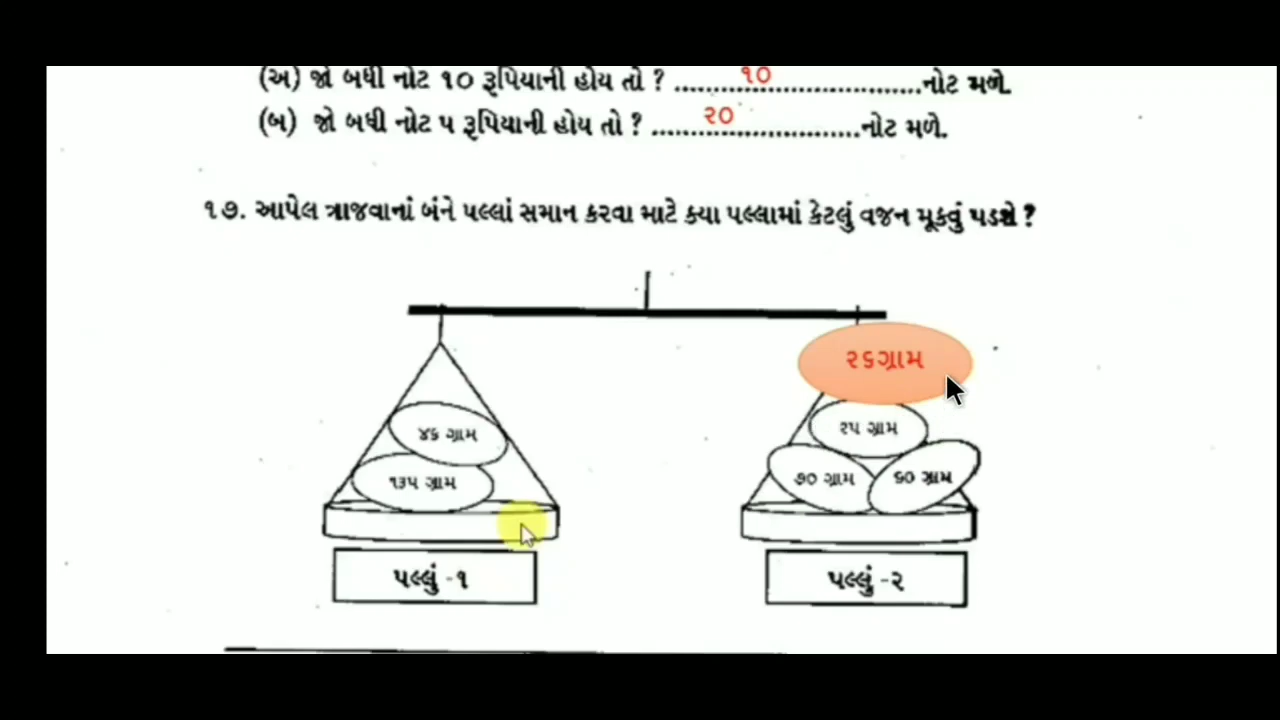 (અ) જો બધી નોટ ૧૦ રૂપિયાની હોય તો ? ૧૦ નોટ મળે.
(બ) જો બધી નોટ ૫ રૂપિયાની હોય તો ? ૨૦ નોટ મળે.
૧૭. આપેલ ત્રાજવાનાં બંને પલ્લાં સમાન કરવા માટે ક્યા પલ્લામાં કેટલું વજન મૂકવું પડશે ?
૨૬ગ્રામ
૪૬ ગ્રામ
૨૫ ગ્રામ
૧૩૫ ગ્રામ
૭૦ ગ્રામ
૬૦ ગ્રામ
પલ્લું -૧
પલ્લું -૨